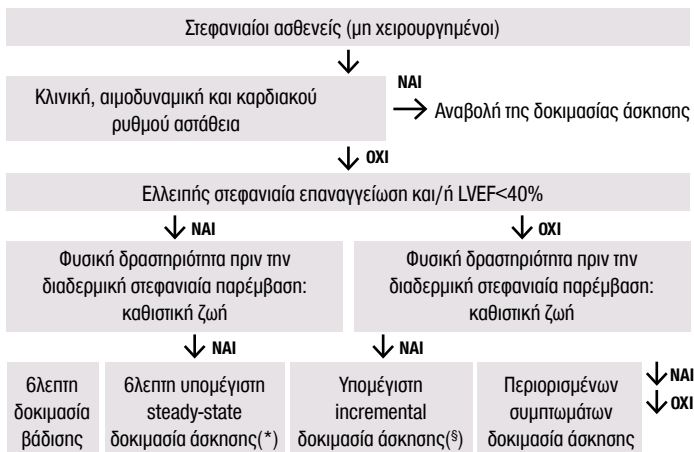 Στεφανιαίοι ασθενείς (μη χειρουργημένοι)
ΝΑΙ
Κλινική, αιμοδυναμική και καρδιακού
ρυθμού αστάθεια
Αναβολή της δοκιμασίας άσκησης
ΟΧΙ
Ελλειπής στεφανιαία επαναγγείωση και/ή LVEF<40%
ΝΑΙ
ΟΧΙ
Φυσική δραστηριότητα πριν την
διαδερμική στεφανιαία παρέμβαση:
καθιστική ζωή
Φυσική δραστηριότητα πριν την
διαδερμική στεφανιαία παρέμβαση:
καθιστική ζωή
ΝΑΙ
ΝΑΙ
6λεπτη
δοκιμασία
βάδισης
6λεπτη υπομέγιστη
steady-state
δοκιμασία άσκησης(*)
Υπομέγιστη
incremental
δοκιμασία άσκησης(§)
Περιορισμένων
συμπτωμάτων
δοκιμασία άσκησης
ΝΑΙ
ΟΧΙ